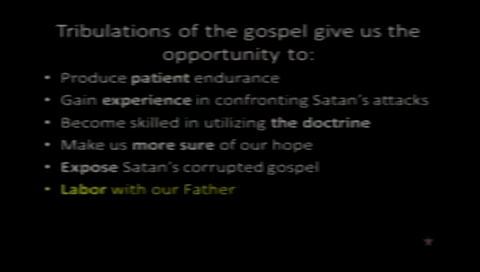 Tribulations of the gospel give us the
opportunity to:
• Produce patient endurance
• Gain experience in confronting Satan's attacks
• Become skilled in utilizing the doctrine
• Make us more sure of our hope
• Expose Satan's corrupted gospel
• Labor with our Father